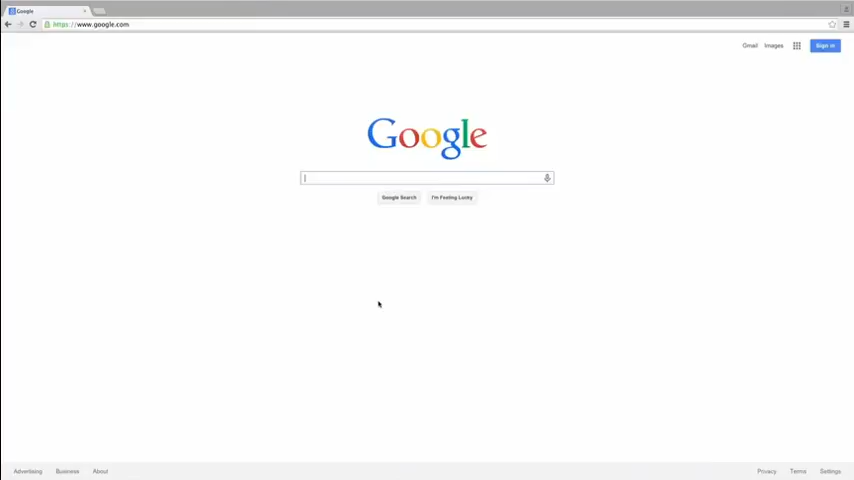 Google
https://www.google.com
Gmail Images Sign in
Google
Google Search I'm Feeling Lucky
Advertising Business About Privacy Terms Settings